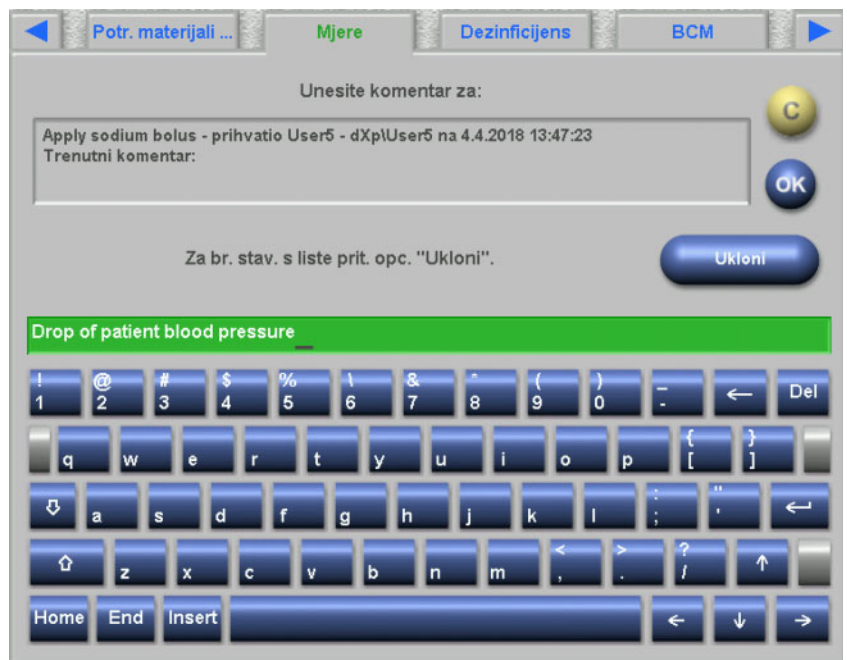 Potr. materijali ... Mjere Dezinficijens BCM
Unesite komentar za:
C
Apply sodium bolus - prihvatio User5 - dXp\User5 na 4.4.2018 13:47:23
Trenutni komentar:
OK
Za br. stav. s liste prit. opc. "Ukloni".
Ukloni
Drop of patient blood pressure_
! @ # $ % \ & * ( ) _
1 2 3 4 5 6 7 8 9 0 - ← Del
{ }
q w e r t y u i o p [ ]
: "
a s d f g h j k l ; '
< > ?
z x c v b n m , . / ↑
Home End Insert ← ↓ →